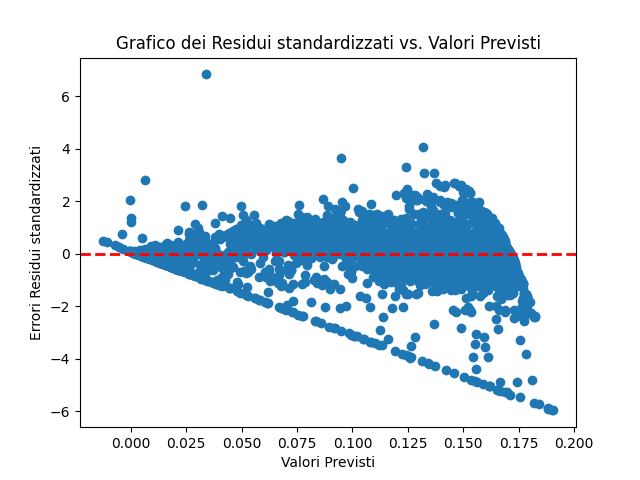 Grafico dei Residui standardizzati vs. Valori Previsti
Errori Residui standardizzati
6
4
2
0
−2
−4
−6
0.000 0.025 0.050 0.075 0.100 0.125 0.150 0.175 0.200
Valori Previsti